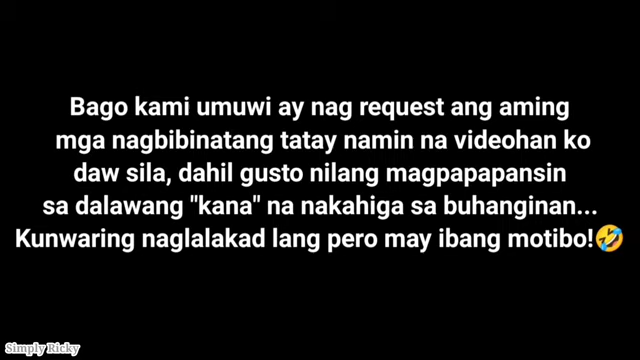 Bago kami umuwi ay nag request ang aming
mga nagbibinatang tatay namin na videohan ko
daw sila, dahil gusto nilang magpapapansin
sa dalawang "kana" na nakahiga sa buhanginan...
Kunwaring naglalakad lang pero may ibang motibo!🤣
Simply Ricky